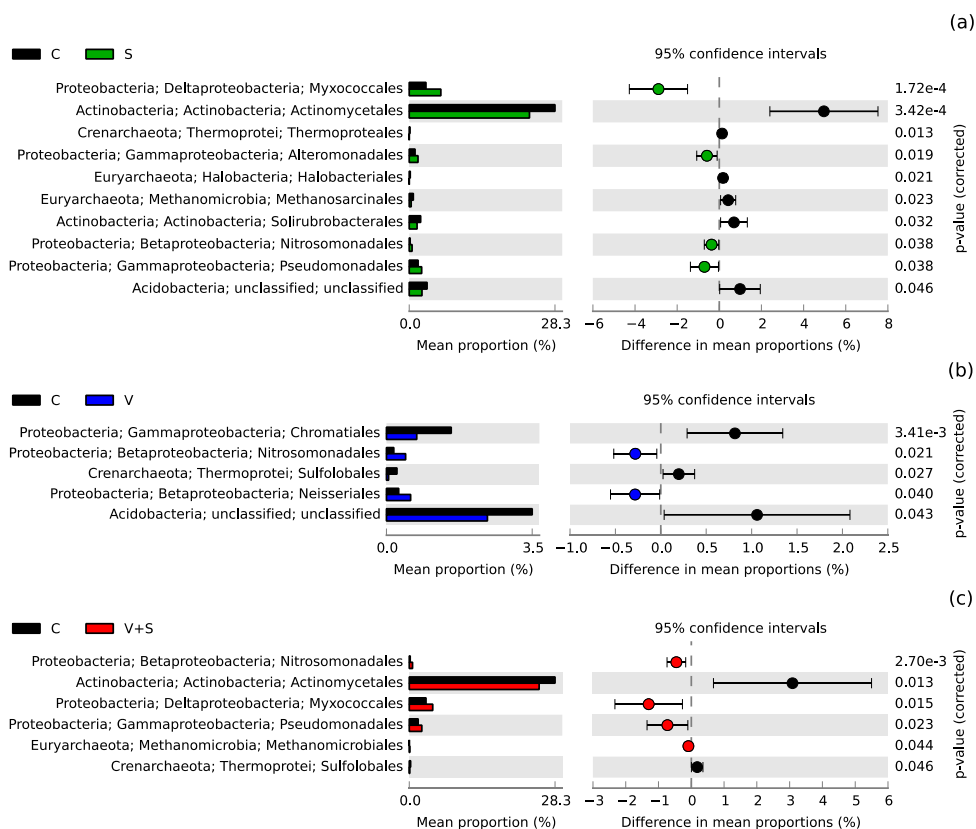 (a)
C S 95% confidence intervals
Proteobacteria; Deltaproteobacteria; Myxococcales 1.72e-4
Actinobacteria; Actinobacteria; Actinomycetales 3.42e-4
Crenarchaeota; Thermoprotei; Thermoproteales 0.013
Proteobacteria; Gammaproteobacteria; Alteromonadales 0.019
Euryarchaeota; Halobacteria; Halobacteriales 0.021
Euryarchaeota; Methanomicrobia; Methanosarcinales 0.023
Actinobacteria; Actinobacteria; Solirubrobacterales 0.032
Proteobacteria; Betaproteobacteria; Nitrosomonadales 0.038
Proteobacteria; Gammaproteobacteria; Pseudomonadales 0.038
Acidobacteria; unclassified; unclassified 0.046
p-value (corrected)
0.0 28.3 −6 −4 −2 0 2 4 6 8
Mean proportion (%) Difference in mean proportions (%)
(b)
C V 95% confidence intervals
Proteobacteria; Gammaproteobacteria; Chromatiales 3.41e-3
Proteobacteria; Betaproteobacteria; Nitrosomonadales 0.021
Crenarchaeota; Thermoprotei; Sulfolobales 0.027
Proteobacteria; Betaproteobacteria; Neisseriales 0.040
Acidobacteria; unclassified; unclassified 0.043
p-value (corrected)
0.0 3.5 −1.0 −0.5 0.0 0.5 1.0 1.5 2.0 2.5
Mean proportion (%) Difference in mean proportions (%)
(c)
C V+S 95% confidence intervals
Proteobacteria; Betaproteobacteria; Nitrosomonadales 2.70e-3
Actinobacteria; Actinobacteria; Actinomycetales 0.013
Proteobacteria; Deltaproteobacteria; Myxococcales 0.015
Proteobacteria; Gammaproteobacteria; Pseudomonadales 0.023
Euryarchaeota; Methanomicrobia; Methanomicrobiales 0.044
Crenarchaeota; Thermoprotei; Sulfolobales 0.046
p-value (corrected)
0.0 28.3 −3 −2 −1 0 1 2 3 4 5 6
Mean proportion (%) Difference in mean proportions (%)